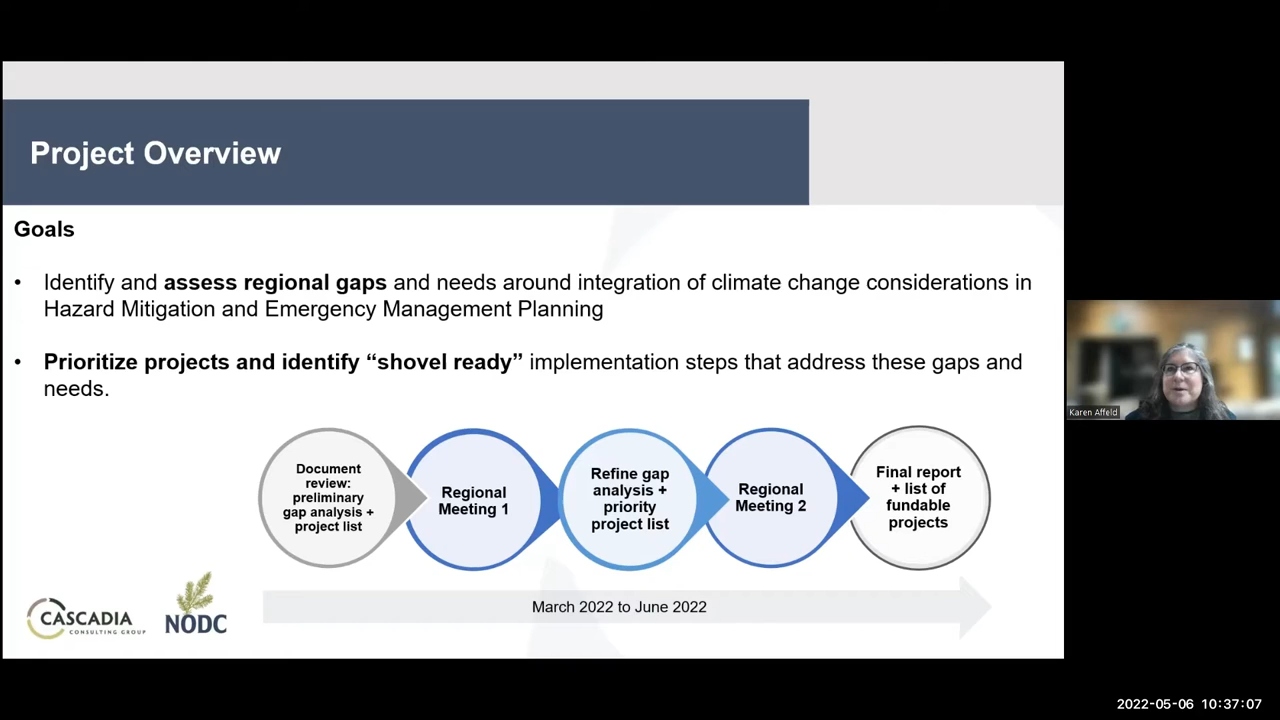 Project Overview
Goals
• Identify and assess regional gaps and needs around integration of climate change considerations in
Hazard Mitigation and Emergency Management Planning
• Prioritize projects and identify “shovel ready” implementation steps that address these gaps and
needs.
Document
review:
preliminary
gap analysis +
project list
Regional
Meeting 1
Refine gap
analysis +
priority
project list
Regional
Meeting 2
Final report
+ list of
fundable
projects
March 2022 to June 2022
CASCADIA
CONSULTING GROUP
NODC
Karen Affeld
2022-05-06 10:37:07